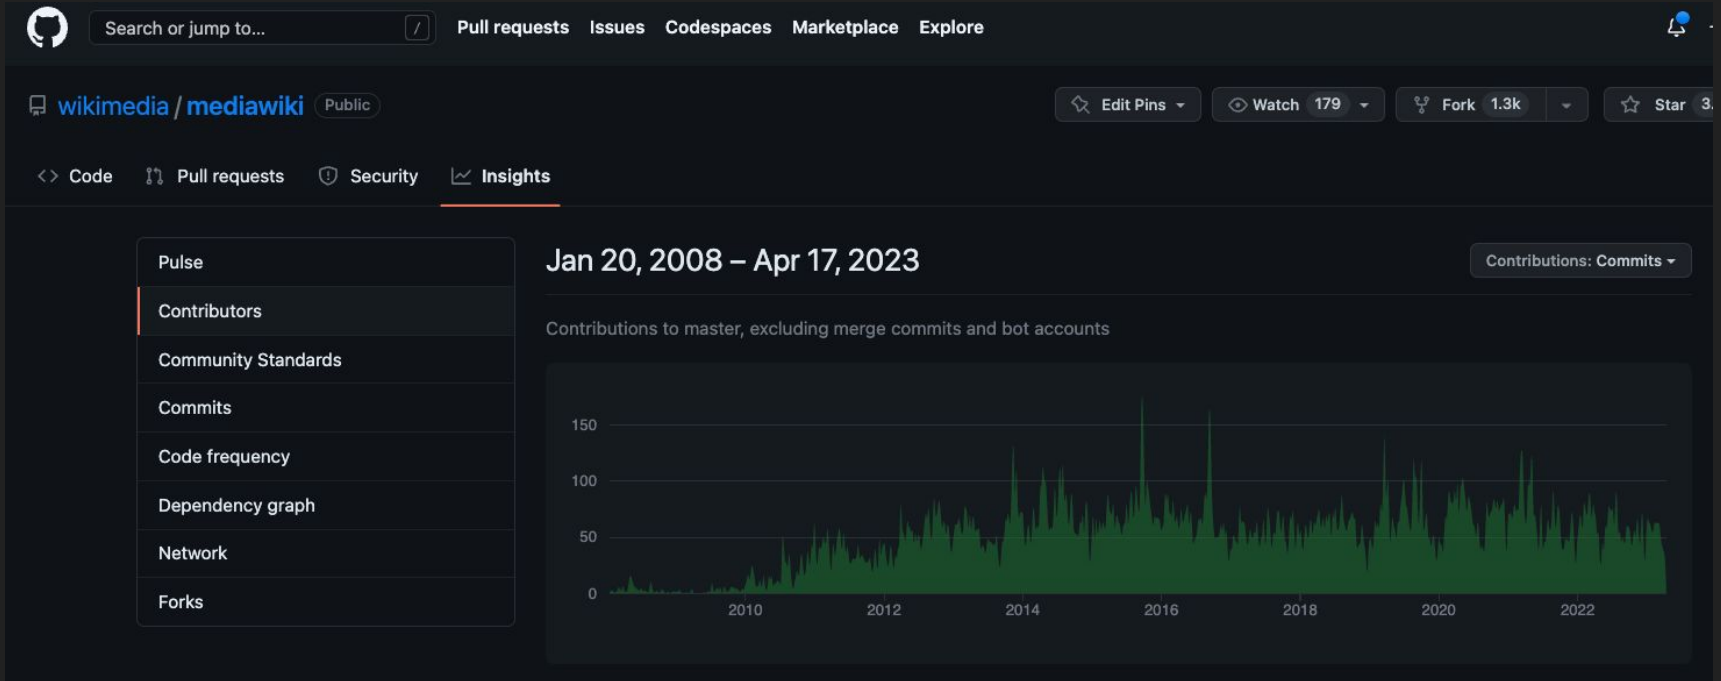 Search or jump to... /
Pull requests Issues Codespaces Marketplace Explore
wikimedia / mediawiki Public
Edit Pins Watch 179 Fork 1.3k Star 3.
Code Pull requests Security Insights
Pulse
Contributors
Community Standards
Commits
Code frequency
Dependency graph
Network
Forks
Jan 20, 2008 – Apr 17, 2023
Contributions: Commits
Contributions to master, excluding merge commits and bot accounts
150
100
50
0
2010 2012 2014 2016 2018 2020 2022